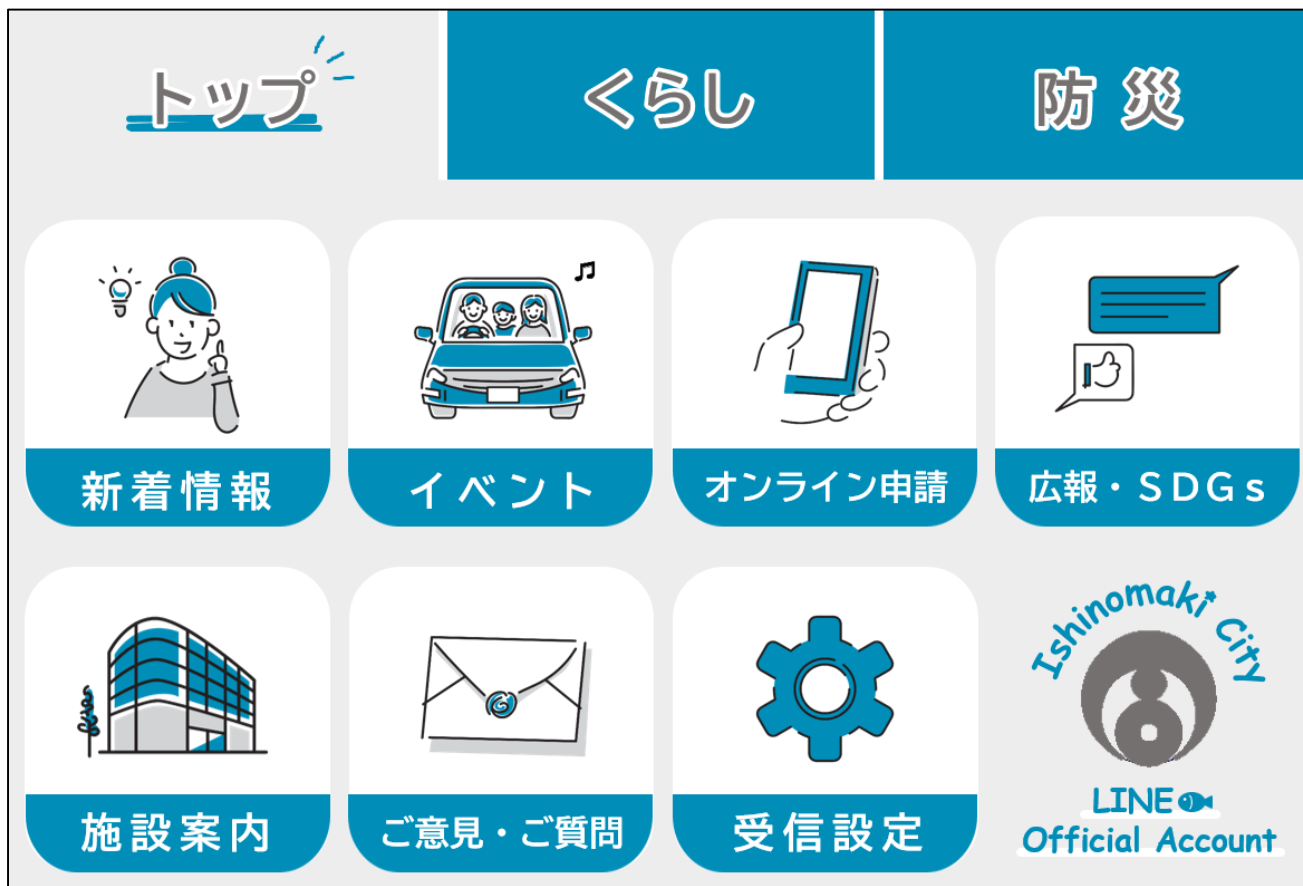 トップ
くらし
防災
新着情報
イベント
オンライン申請
広報・SDGs
施設案内
ご意見・ご質問
受信設定
Ishinomaki City
LINE
Official Account